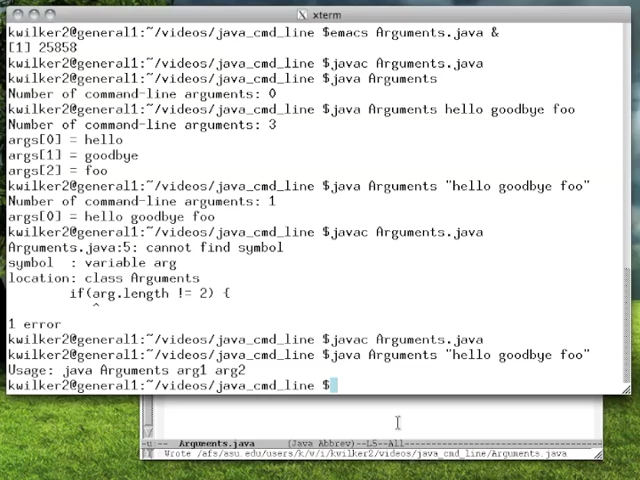 xterm
kwilker2@general1:~/videos/java_cmd_line $emacs Arguments.java &
[1] 25858
kwilker2@general1:~/videos/java_cmd_line $javac Arguments.java
kwilker2@general1:~/videos/java_cmd_line $java Arguments
Number of command-line arguments: 0
kwilker2@general1:~/videos/java_cmd_line $java Arguments hello goodbye foo
Number of command-line arguments: 3
args[0] = hello
args[1] = goodbye
args[2] = foo
kwilker2@general1:~/videos/java_cmd_line $java Arguments "hello goodbye foo"
Number of command-line arguments: 1
args[0] = hello goodbye foo
kwilker2@general1:~/videos/java_cmd_line $javac Arguments.java
Arguments.java:5: cannot find symbol
symbol  : variable arg
location: class Arguments
        if(arg.length != 2) {
           ^
1 error
kwilker2@general1:~/videos/java_cmd_line $javac Arguments.java
kwilker2@general1:~/videos/java_cmd_line $java Arguments "hello goodbye foo"
Usage: java Arguments arg1 arg2
kwilker2@general1:~/videos/java_cmd_line $
-u:-- Arguments.java (Java Abbrev)--L5--All
Wrote /afs/asu.edu/users/k/w/i/kwilker2/videos/java_cmd_line/Arguments.java